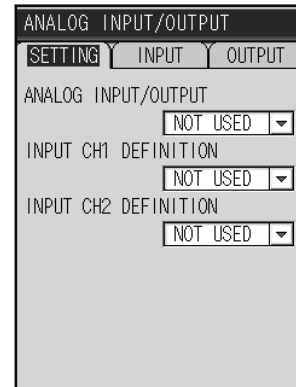 ANALOG INPUT/OUTPUT
SETTING INPUT OUTPUT
ANALOG INPUT/OUTPUT
NOT USED
INPUT CH1 DEFINITION
NOT USED
INPUT CH2 DEFINITION
NOT USED